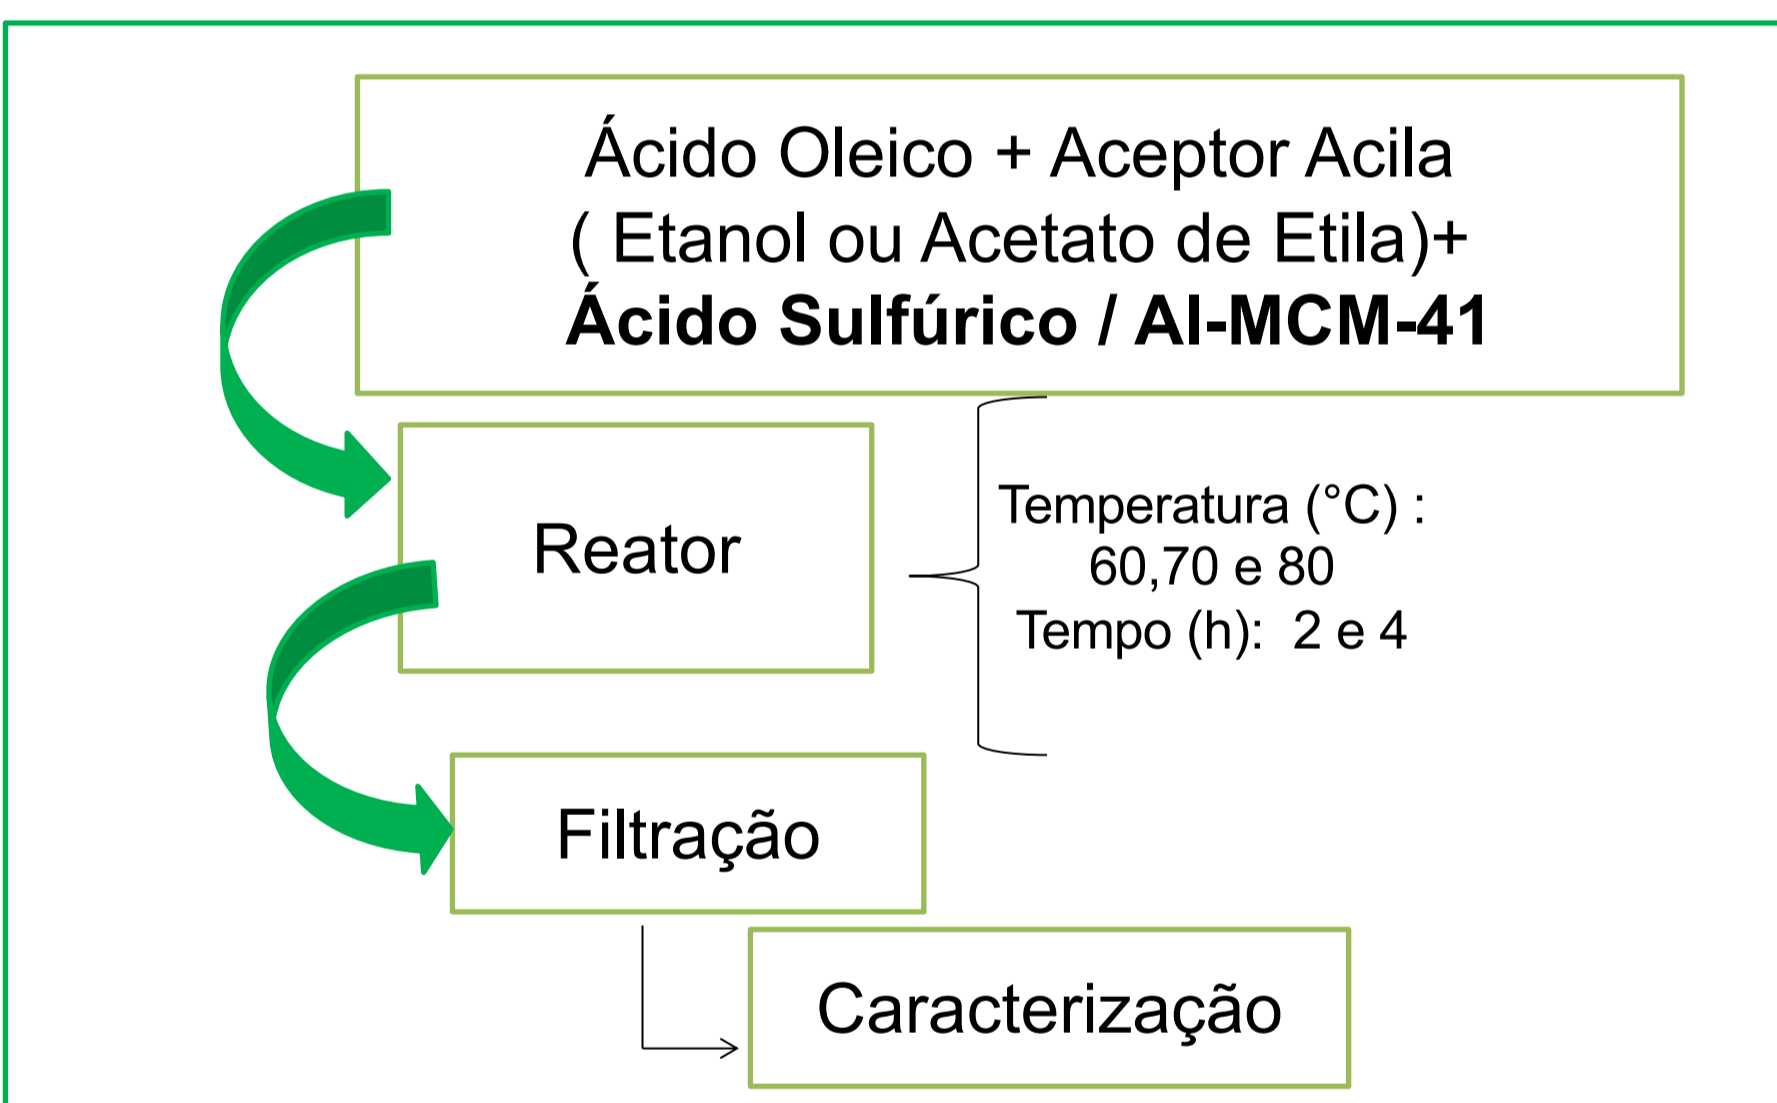 Ácido Oleico + Aceptor Acila
( Etanol ou Acetato de Etila)+
Ácido Sulfúrico / Al-MCM-41
Reator
Temperatura (°C) :
60,70 e 80
Tempo (h): 2 e 4
Filtração
Caracterização